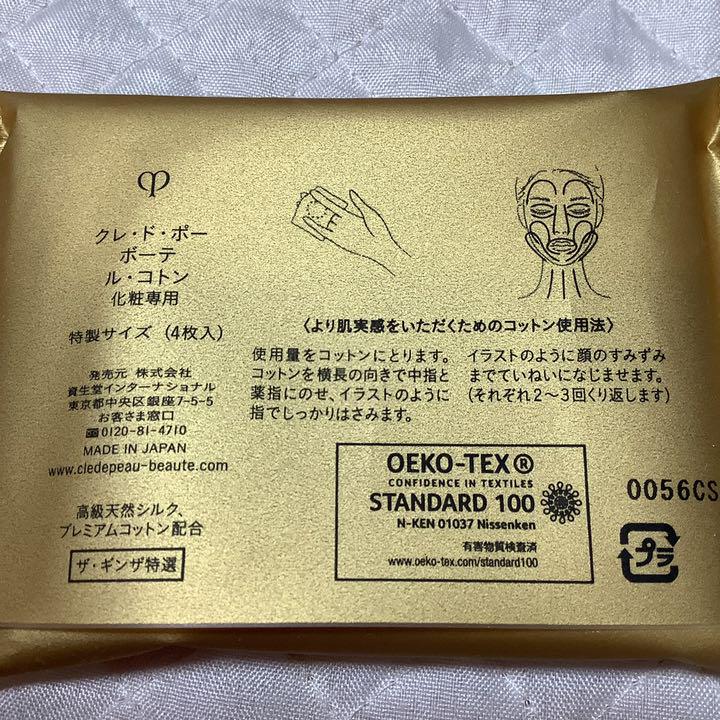 クレ・ド・ポー
ボーテ
ル・コトン
化粧専用
特製サイズ (4枚入)
発売元 株式会社
資生堂インターナショナル
東京都中央区銀座7-5-5
お客さま窓口
0120-81-4710
MADE IN JAPAN
www.cledepeau-beaute.com
高級天然シルク、
プレミアムコットン配合
ザ・ギンザ特選
〈より肌実感をいただくためのコットン使用法〉
使用量をコットンにとります。
コットンを横長の向きで中指と
薬指にのせ、イラストのように
指でしっかりはさみます。
イラストのように顔のすみずみ
までていねいになじませます。
(それぞれ2〜3回くり返します)
OEKO-TEX®
CONFIDENCE IN TEXTILES
STANDARD 100
N-KEN 01037 Nissenken
有害物質検査済
www.oeko-tex.com/standard100
0056CS
プラ